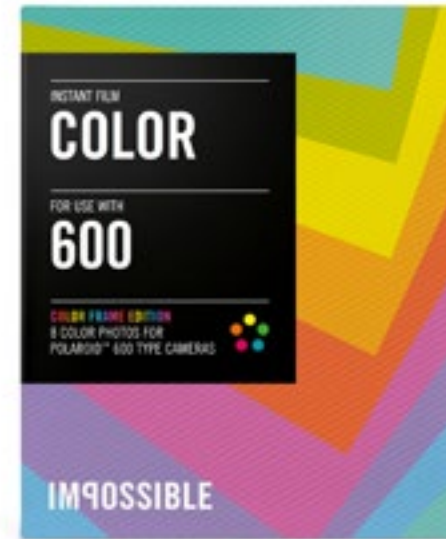 INSTANT FILM
COLOR
FOR USE WITH
600
COLOR FRAME EDITION
8 COLOR PHOTOS FOR
POLAROID™ 600 TYPE CAMERAS
IMPOSSIBLE